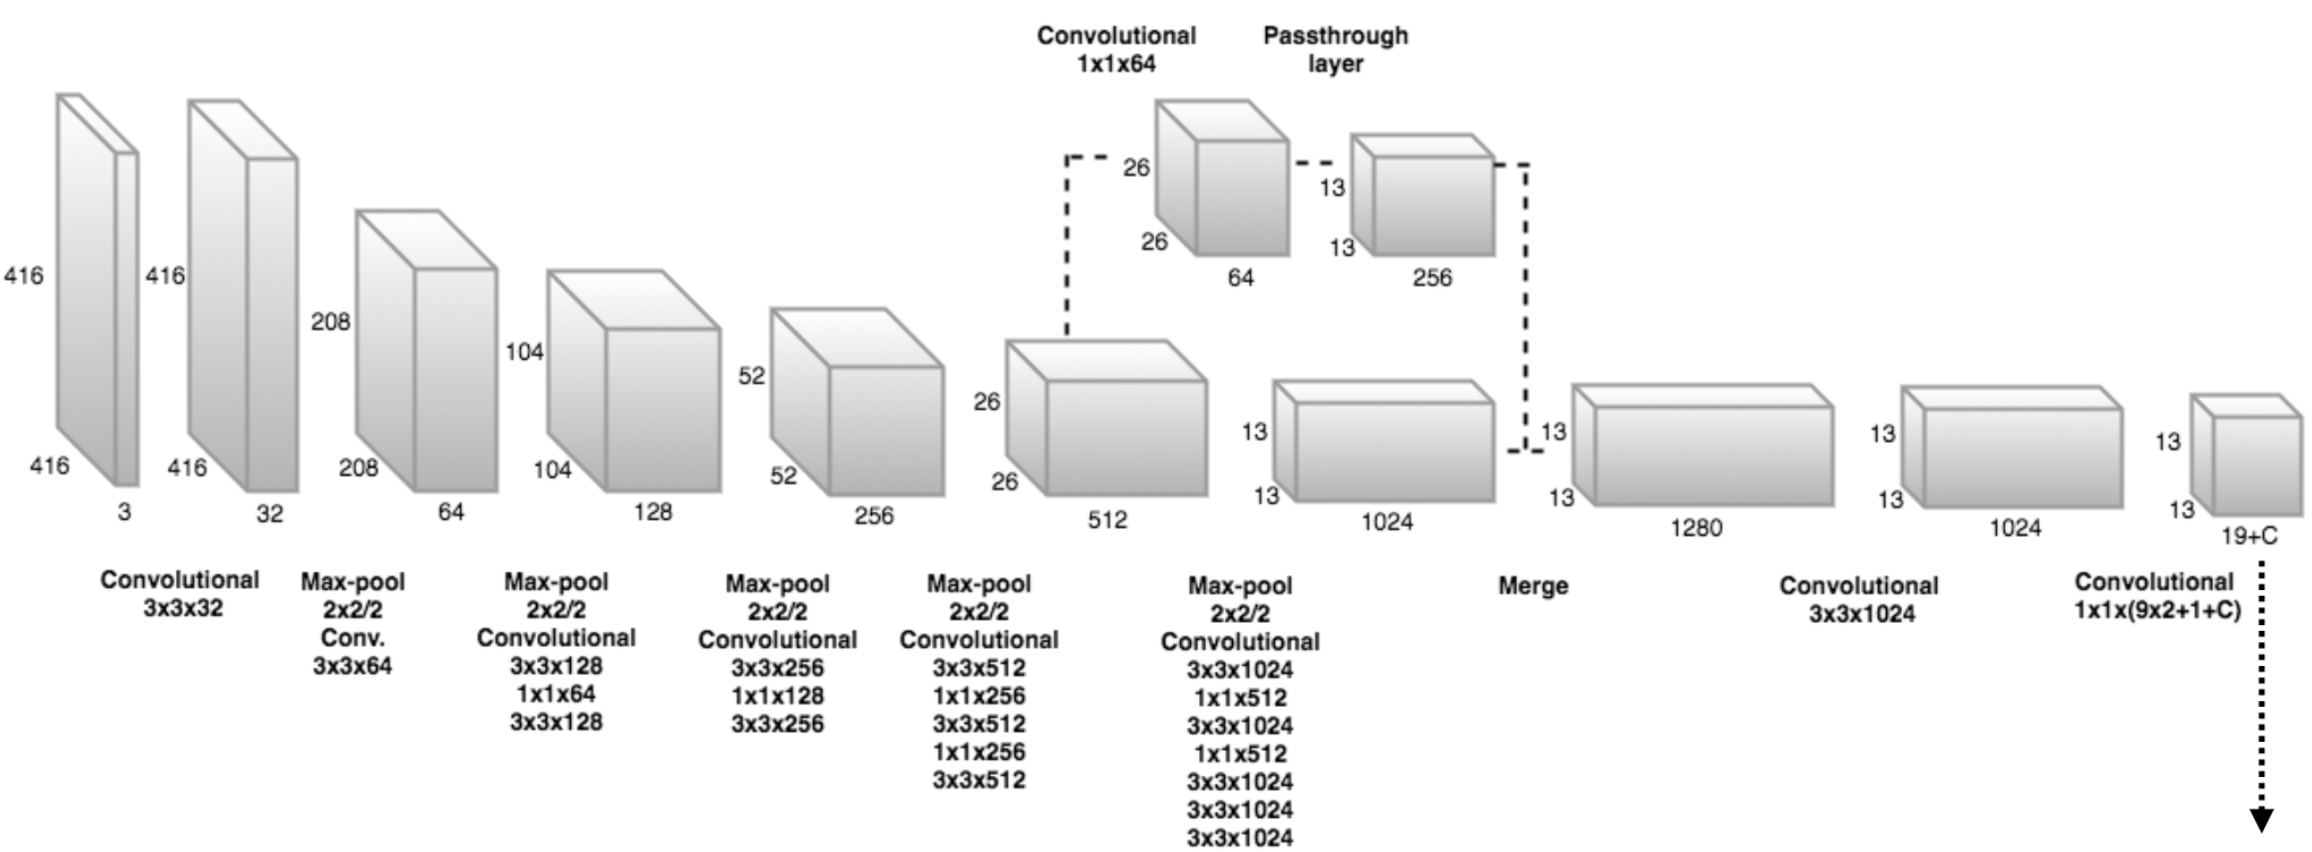 Convolutional
1x1x64
Passthrough
layer
416
416
3
416
416
32
208
208
64
104
104
128
52
52
256
26
26
512
26
26
64
13
13
256
13
13
1024
13
13
1280
13
13
1024
13
13
19+C
Convolutional
3x3x32
Max-pool
2x2/2
Conv.
3x3x64
Max-pool
2x2/2
Convolutional
3x3x128
1x1x64
3x3x128
Max-pool
2x2/2
Convolutional
3x3x256
1x1x128
3x3x256
Max-pool
2x2/2
Convolutional
3x3x512
1x1x256
3x3x512
1x1x256
3x3x512
Max-pool
2x2/2
Convolutional
3x3x1024
1x1x512
3x3x1024
1x1x512
3x3x1024
3x3x1024
3x3x1024
Merge
Convolutional
3x3x1024
Convolutional
1x1x(9x2+1+C)